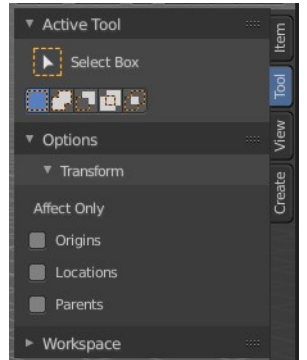 Active Tool
Select Box
Options
Transform
Affect Only
Origins
Locations
Parents
Workspace
Item
Tool
View
Create